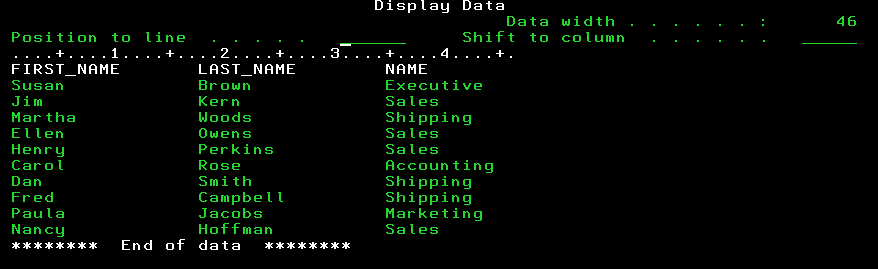 Display Data
Data width . . . . . . :      46
Position to line  . . . . .     Shift to column  . . . . . .
....+....1....+....2....+....3....+....4....+.
FIRST_NAME       LAST_NAME        NAME
Susan            Brown            Executive
Jim              Kern             Sales
Martha           Woods            Shipping
Ellen            Owens            Sales
Henry            Perkins          Sales
Carol            Rose             Accounting
Dan              Smith            Shipping
Fred             Campbell         Shipping
Paula            Jacobs           Marketing
Nancy            Hoffman          Sales
********  End of data  ********